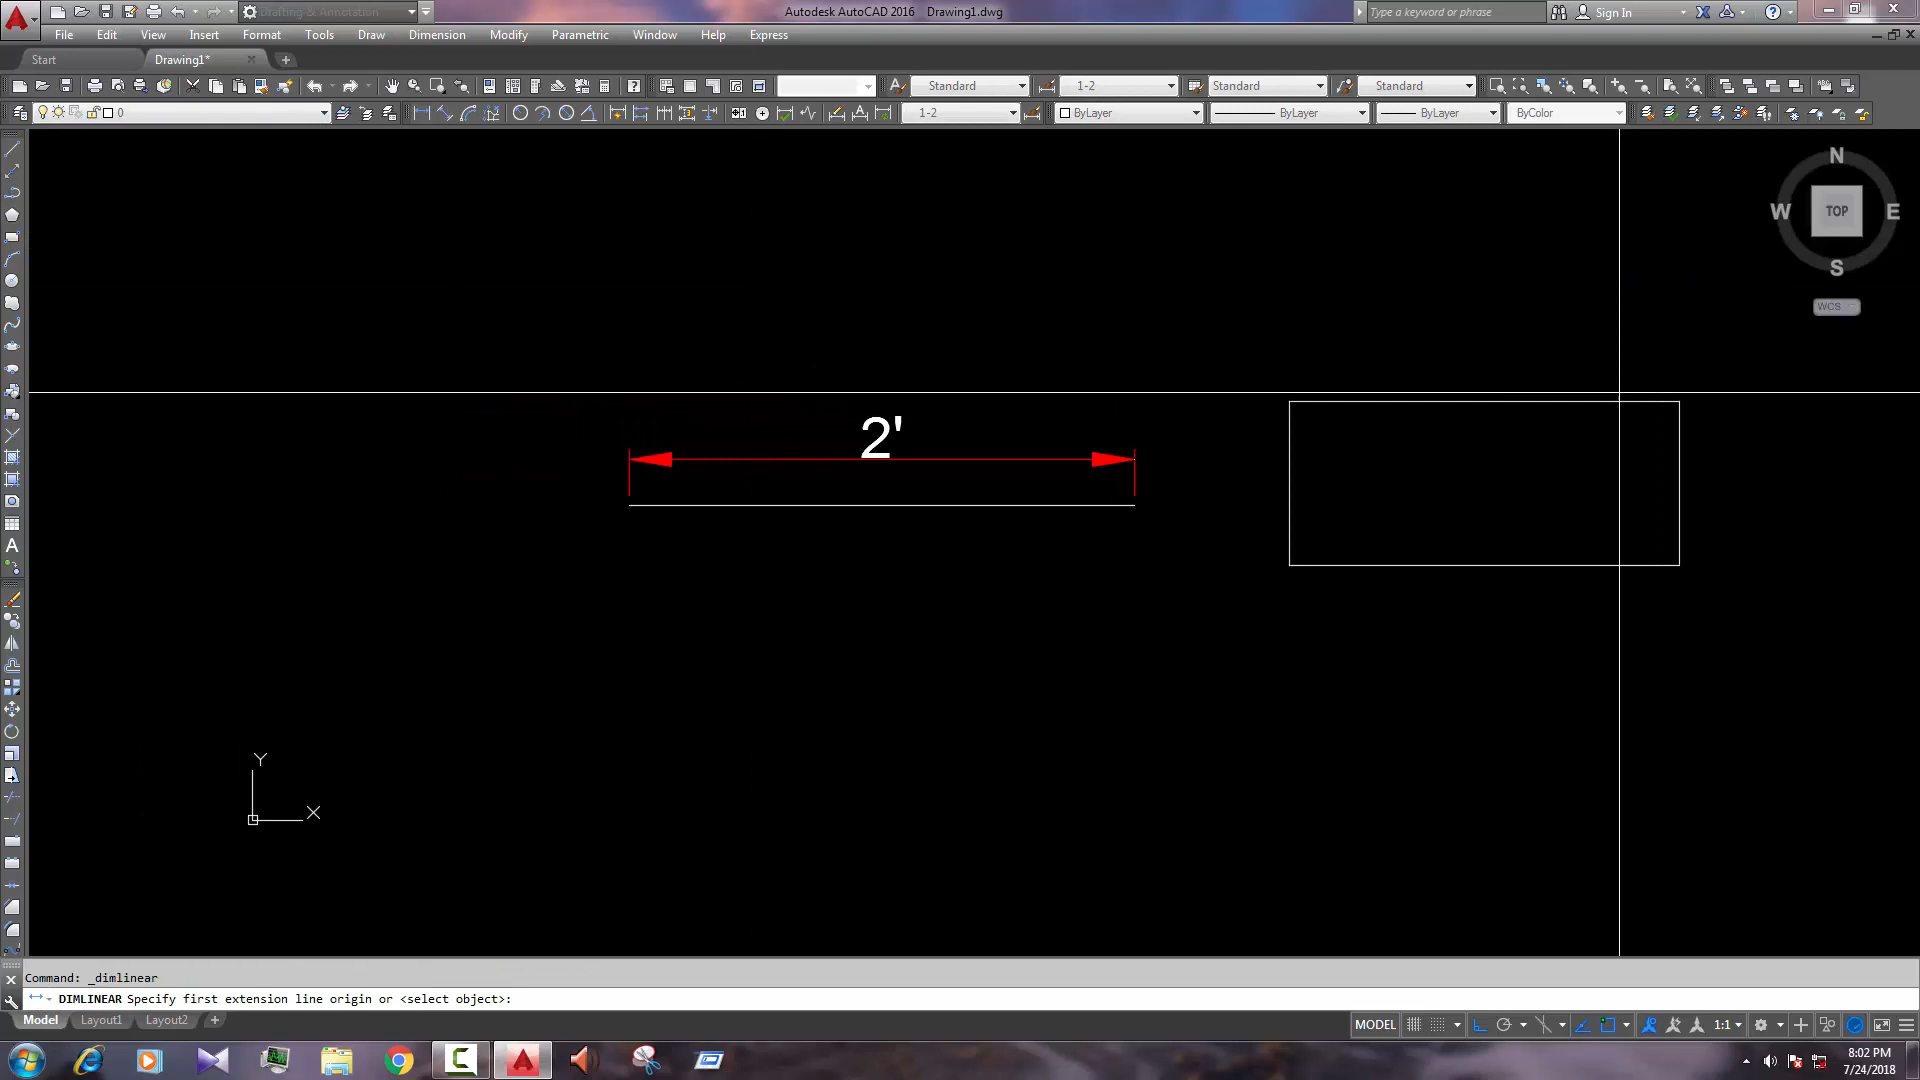 Drafting & Annotation
Autodesk AutoCAD 2016 Drawing1.dwg
Type a keyword or phrase
Sign In
File Edit View Insert Format Tools Draw Dimension Modify Parametric Window Help Express
Start
Drawing1*
Standard
1-2
Standard
Standard
0
1-2
ByLayer
ByLayer
ByLayer
ByColor
N
W
TOP
E
S
WCS
2'
A
Y
X
Command: _dimlinear
DIMLINEAR Specify first extension line origin or <select object>:
Model Layout1 Layout2 +
MODEL
1:1
8:02 PM
7/24/2018